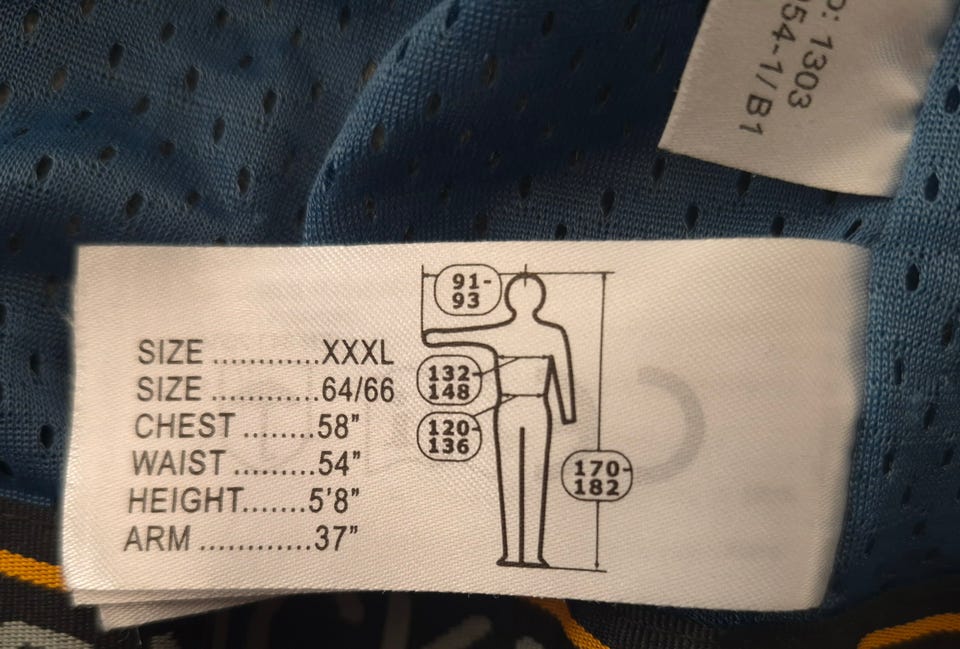 O: 1303
954-1/ B1
SIZE ............XXXL
SIZE ............64/66
CHEST ........58”
WAIST .........54”
HEIGHT.......5'8”
ARM ............37”
91-
93
132-
148
120-
136
170-
182